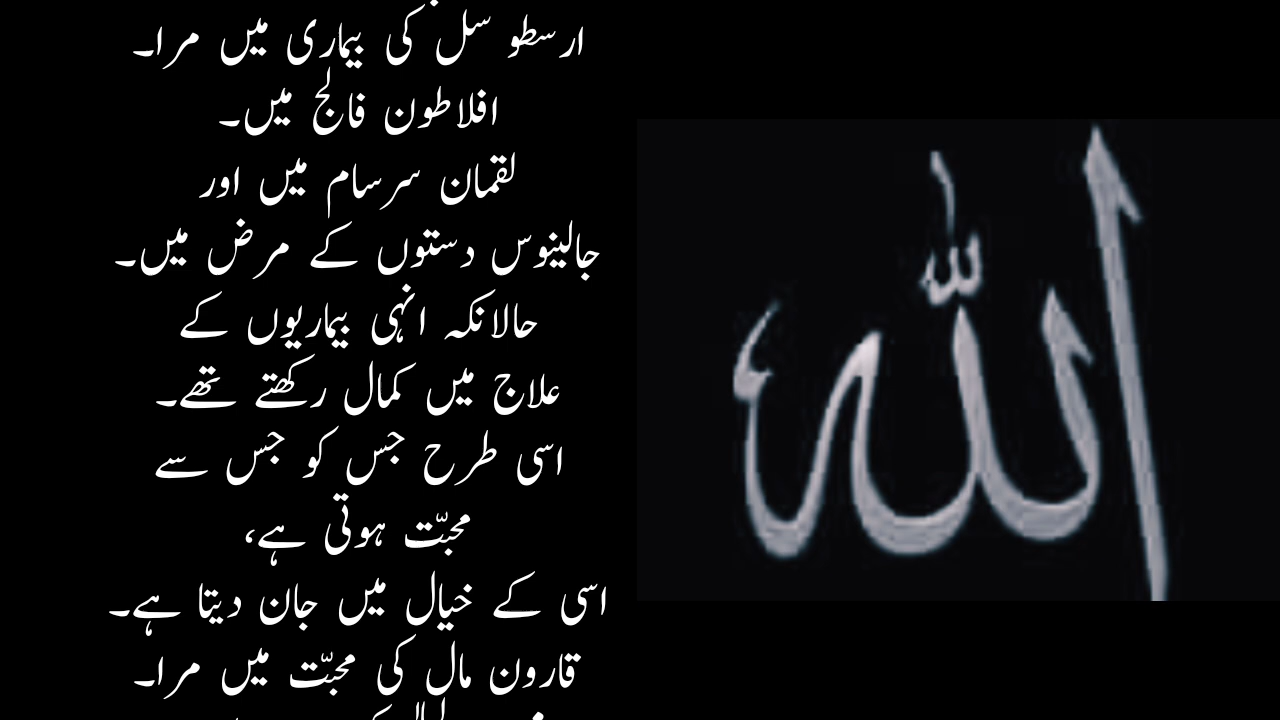 ارسطو سل کی بیماری میں مرا۔
افلاطون فالج میں۔
لقمان سرسام میں اور
جالینوس دستوں کے مرض میں۔
حالانکہ انہی بیماریوں کے
علاج میں کمال رکھتے تھے۔
اسی طرح جس کو جس سے
محبّت ہوتی ہے،
اسی کے خیال میں جان دیتا ہے۔
قارون مال کی محبّت میں مرا۔
الله